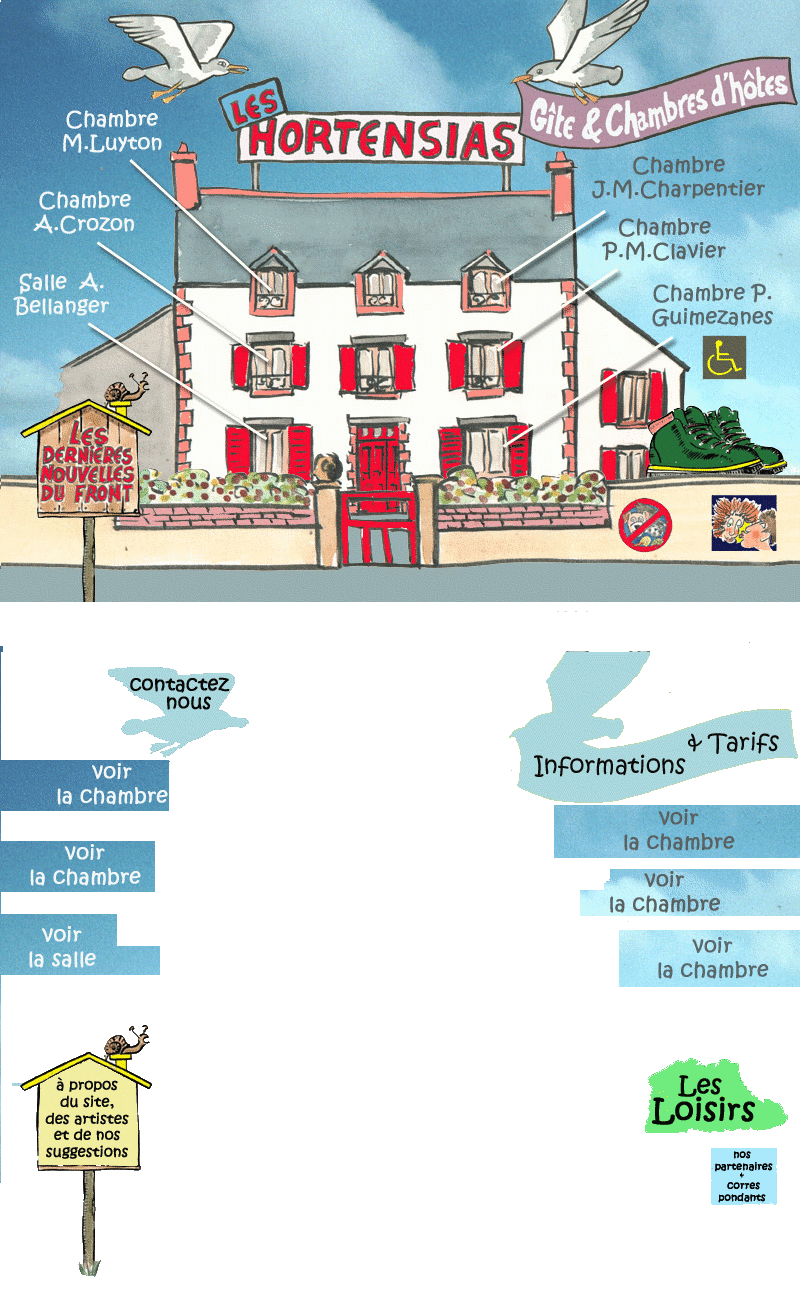 LES
HORTENSIAS
Gîte & Chambres d'hôtes
Chambre
M.Luyton
Chambre
A.Crozon
Salle A.
Bellanger
Chambre
J.M.Charpentier
Chambre
P.M.Clavier
Chambre P.
Guimezanes
LES
DERNIÈRES
NOUVELLES
DU FRONT
contactez
nous
Informations
& Tarifs
voir
la chambre
voir
la chambre
voir
la salle
voir
la chambre
voir
la chambre
voir
la chambre
à propos
du site,
des artistes
et de nos
suggestions
Les
Loisirs
nos
partenaires
&
corres
pondants